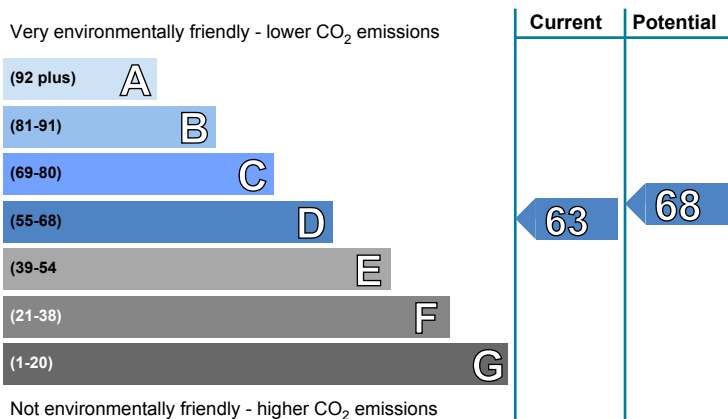 Current Potential
Very environmentally friendly - lower CO2 emissions
(92 plus) A
(81-91) B
(69-80) C
(55-68) D
63 68
(39-54 E
(21-38) F
(1-20) G
Not environmentally friendly - higher CO2 emissions